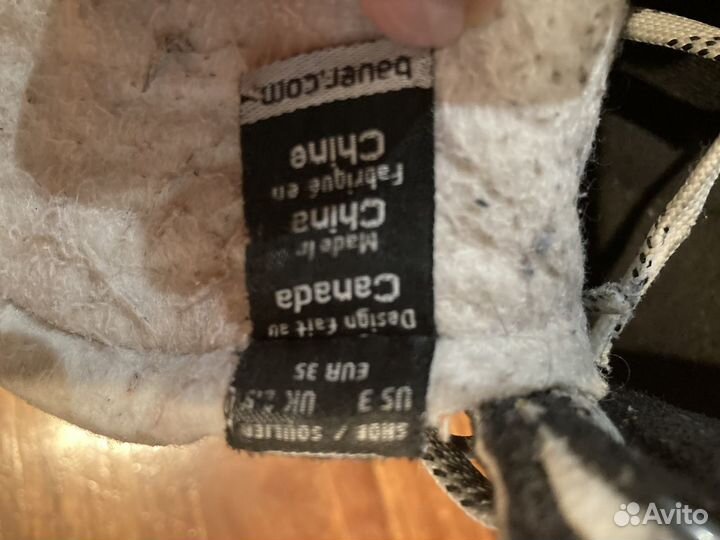 SHOE / SOULIER
US 3
EUR 35
Design fait au
Canada
Made in
China
Fabriqué en
Chine
bauer.com
Avito